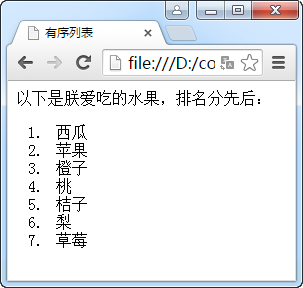 有序列表
file:///D:/co
以下是朕爱吃的水果，排名分先后：
1. 西瓜
2. 苹果
3. 橙子
4. 桃
5. 桔子
6. 梨
7. 草莓